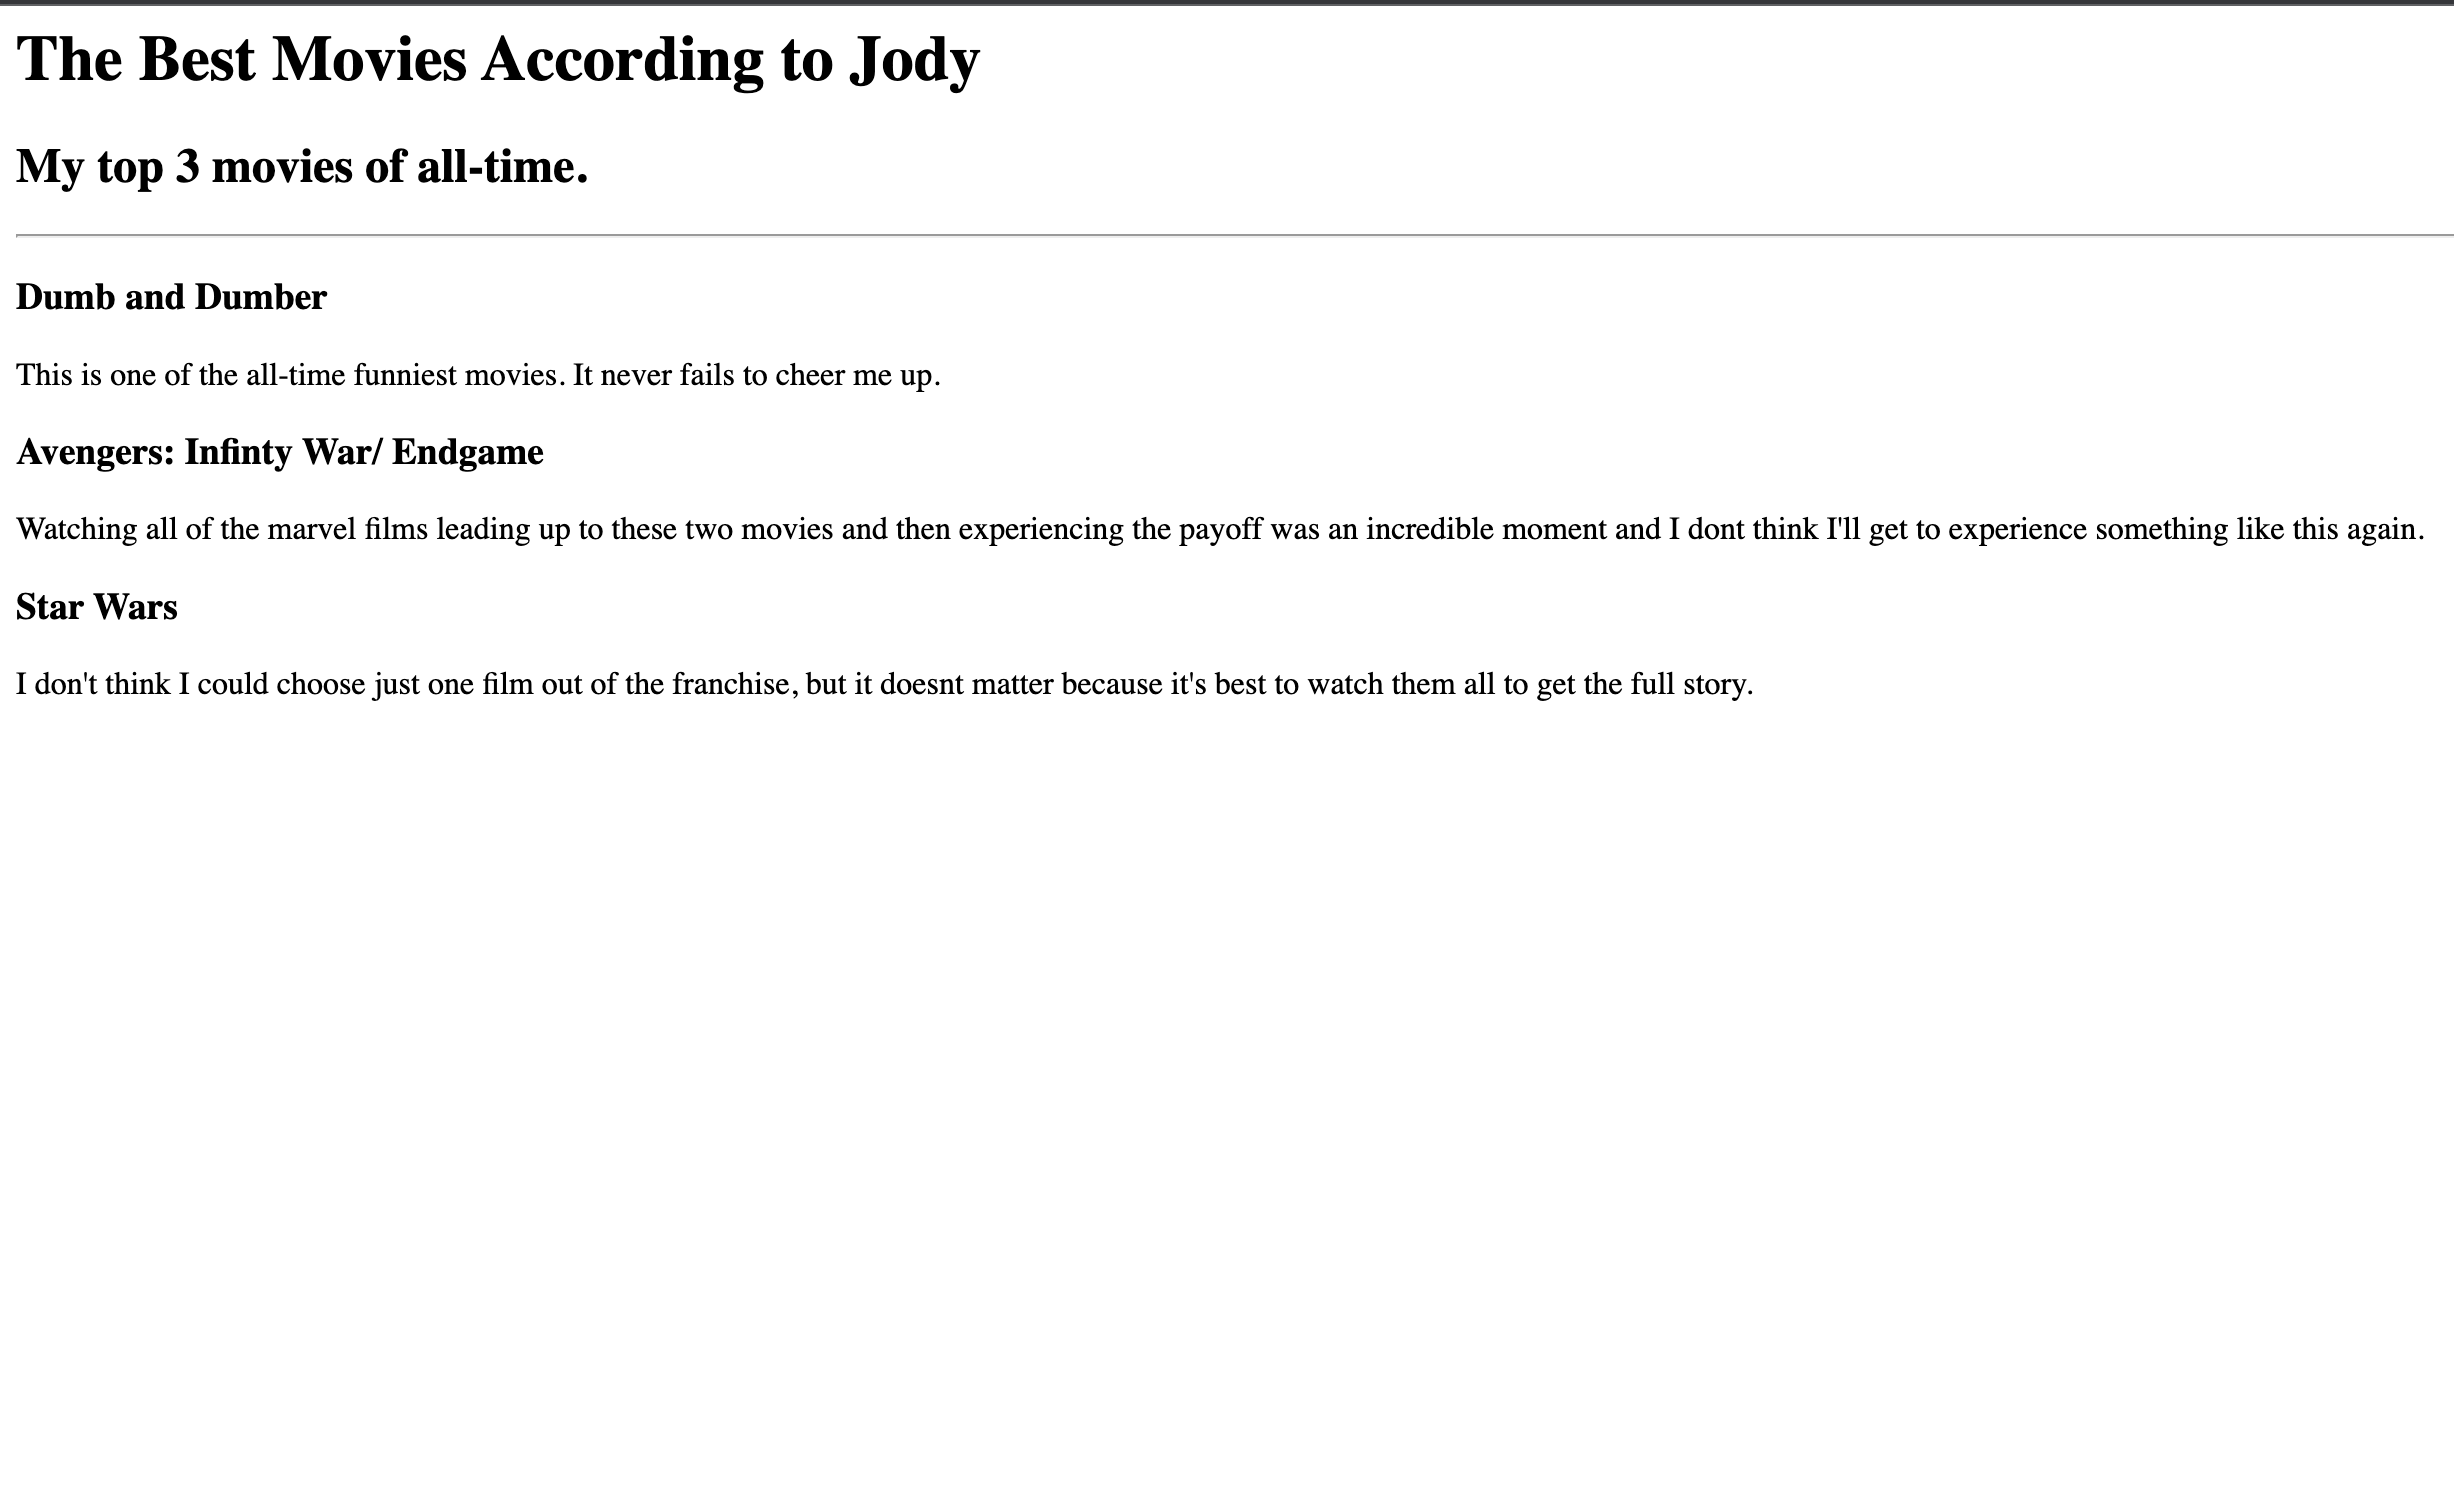 The Best Movies According to Jody
My top 3 movies of all-time.
Dumb and Dumber
This is one of the all-time funniest movies. It never fails to cheer me up.
Avengers: Infinty War/ Endgame
Watching all of the marvel films leading up to these two movies and then experiencing the payoff was an incredible moment and I dont think I'll get to experience something like this again.
Star Wars
I don't think I could choose just one film out of the franchise, but it doesnt matter because it's best to watch them all to get the full story.